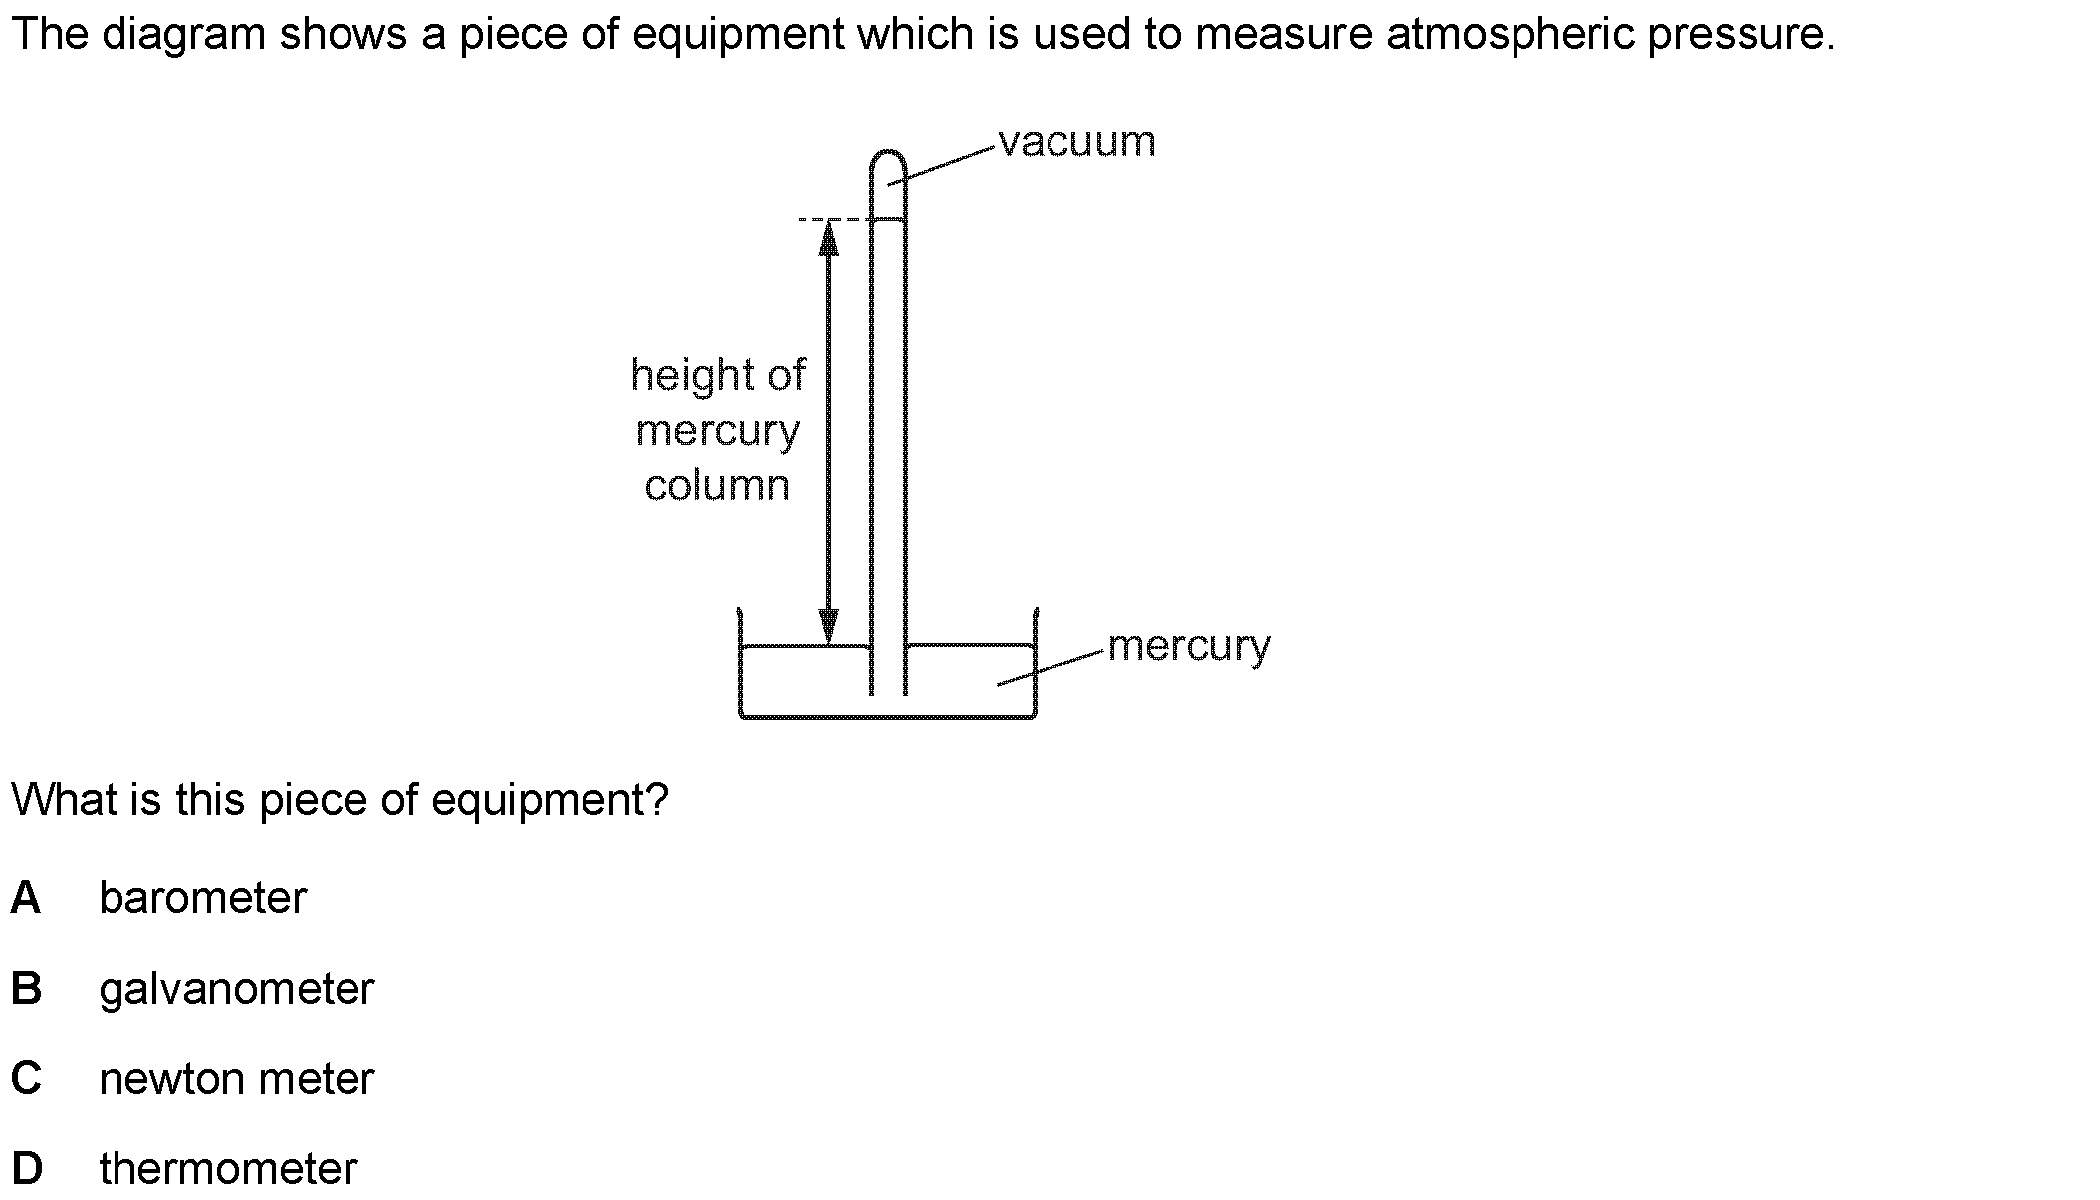 The diagram shows a piece of equipment which is used to measure atmospheric pressure.
vacuum
height of
mercury
column
mercury
What is this piece of equipment?
A barometer
B galvanometer
C newton meter
D thermometer